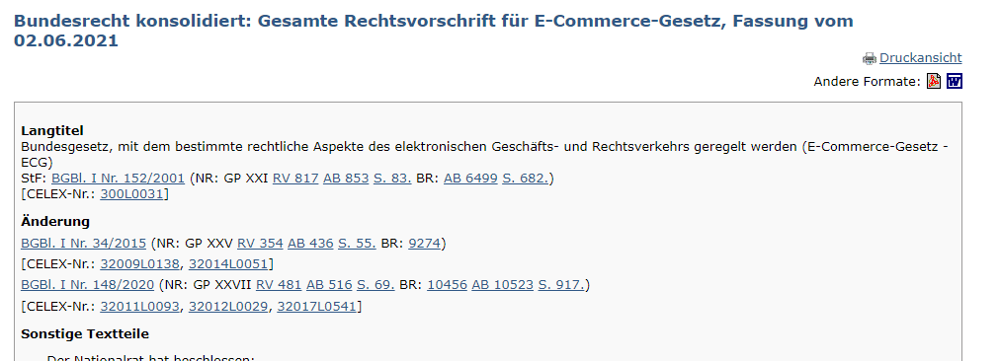 Bundesrecht konsolidiert: Gesamte Rechtsvorschrift für E-Commerce-Gesetz, Fassung vom
02.06.2021
Druckansicht
Andere Formate:
Langtitel
Bundesgesetz, mit dem bestimmte rechtliche Aspekte des elektronischen Geschäfts- und Rechtsverkehrs geregelt werden (E-Commerce-Gesetz -
ECG)
StF: BGBl. I Nr. 152/2001 (NR: GP XXI RV 817 AB 853 S. 83. BR: AB 6499 S. 682.)
[CELEX-Nr.: 300L0031]
Änderung
BGBl. I Nr. 34/2015 (NR: GP XXV RV 354 AB 436 S. 55. BR: 9274)
[CELEX-Nr.: 32009L0138, 32014L0051]
BGBl. I Nr. 148/2020 (NR: GP XXVII RV 481 AB 516 S. 69. BR: 10456 AB 10523 S. 917.)
[CELEX-Nr.: 32011L0093, 32012L0029, 32017L0541]
Sonstige Textteile
Der Nationalrat hat beschlossen: